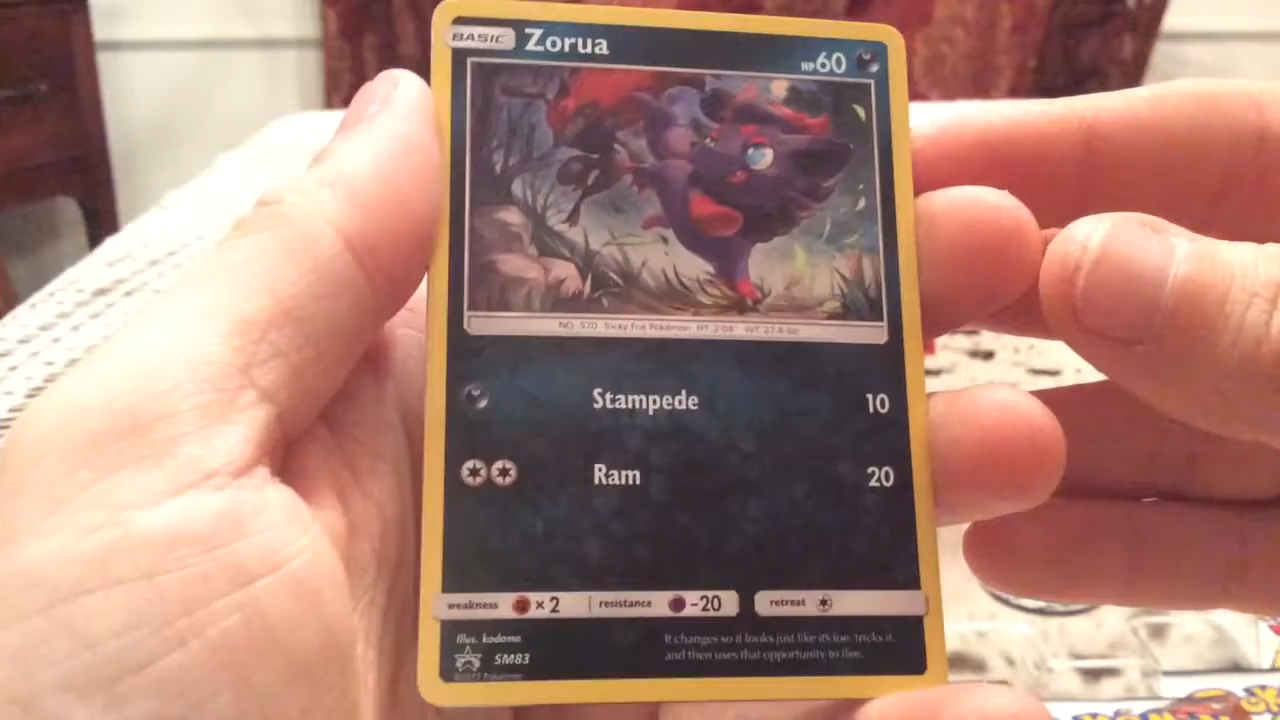 BASIC Zorua HP60
NO. 570 Tricky Fox Pokémon HT: 2'04" WT: 27.6 lbs.
Stampede 10
Ram 20
weakness ×2 resistance -20 retreat
Illus. kodama
It changes so it looks just like its foe, tricks it,
and then uses that opportunity to flee.
SM83
©2017 Pokémon